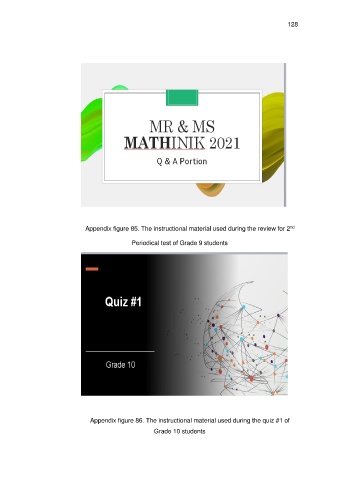 128
MR & MS
MATHINIK 2021
Q & A Portion
Appendix figure 85. The instructional material used during the review for 2nd
Periodical test of Grade 9 students
Quiz #1
Grade 10
Appendix figure 86. The instructional material used during the quiz #1 of
Grade 10 students